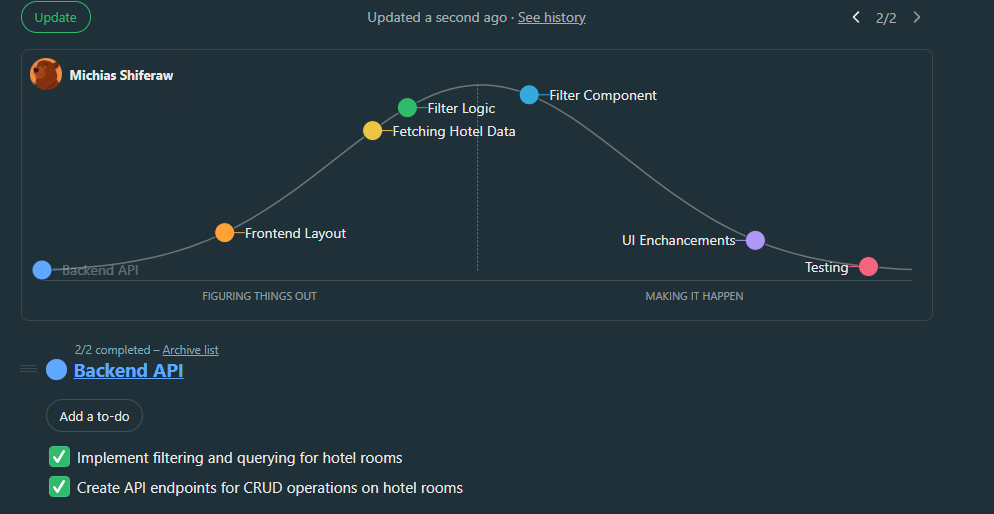 Update
Updated a second ago · See history
2/2
Michias Shiferaw
Filter Component
Filter Logic
Fetching Hotel Data
Frontend Layout
UI Enchancements
Testing
Backend API
FIGURING THINGS OUT
MAKING IT HAPPEN
2/2 completed – Archive list
Backend API
Add a to-do
Implement filtering and querying for hotel rooms
Create API endpoints for CRUD operations on hotel rooms